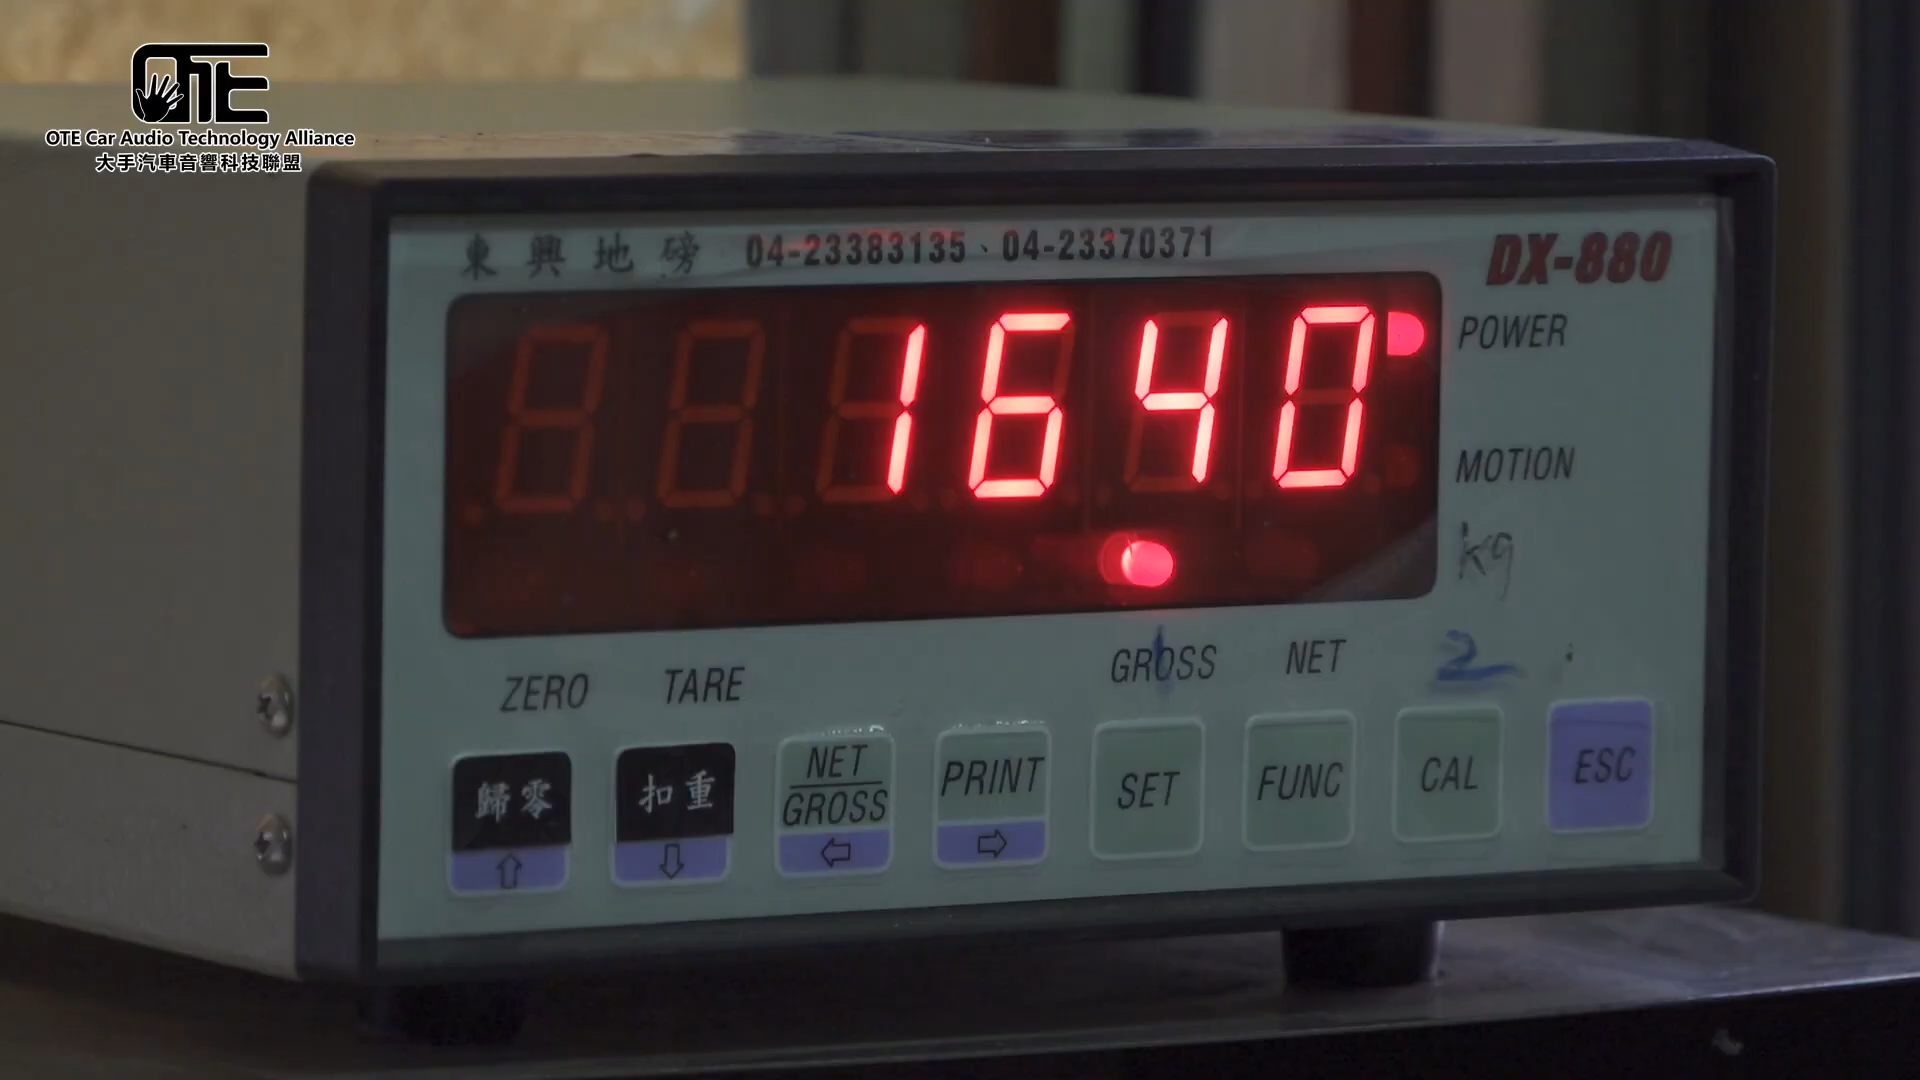 OTE
OTE Car Audio Technology Alliance
大手汽車音響科技聯盟
東興地磅 04-23383135、04-23370371
DX-880
1640
POWER
MOTION
kg
ZERO TARE GROSS NET 2
歸零 扣重 NET GROSS PRINT SET FUNC CAL ESC